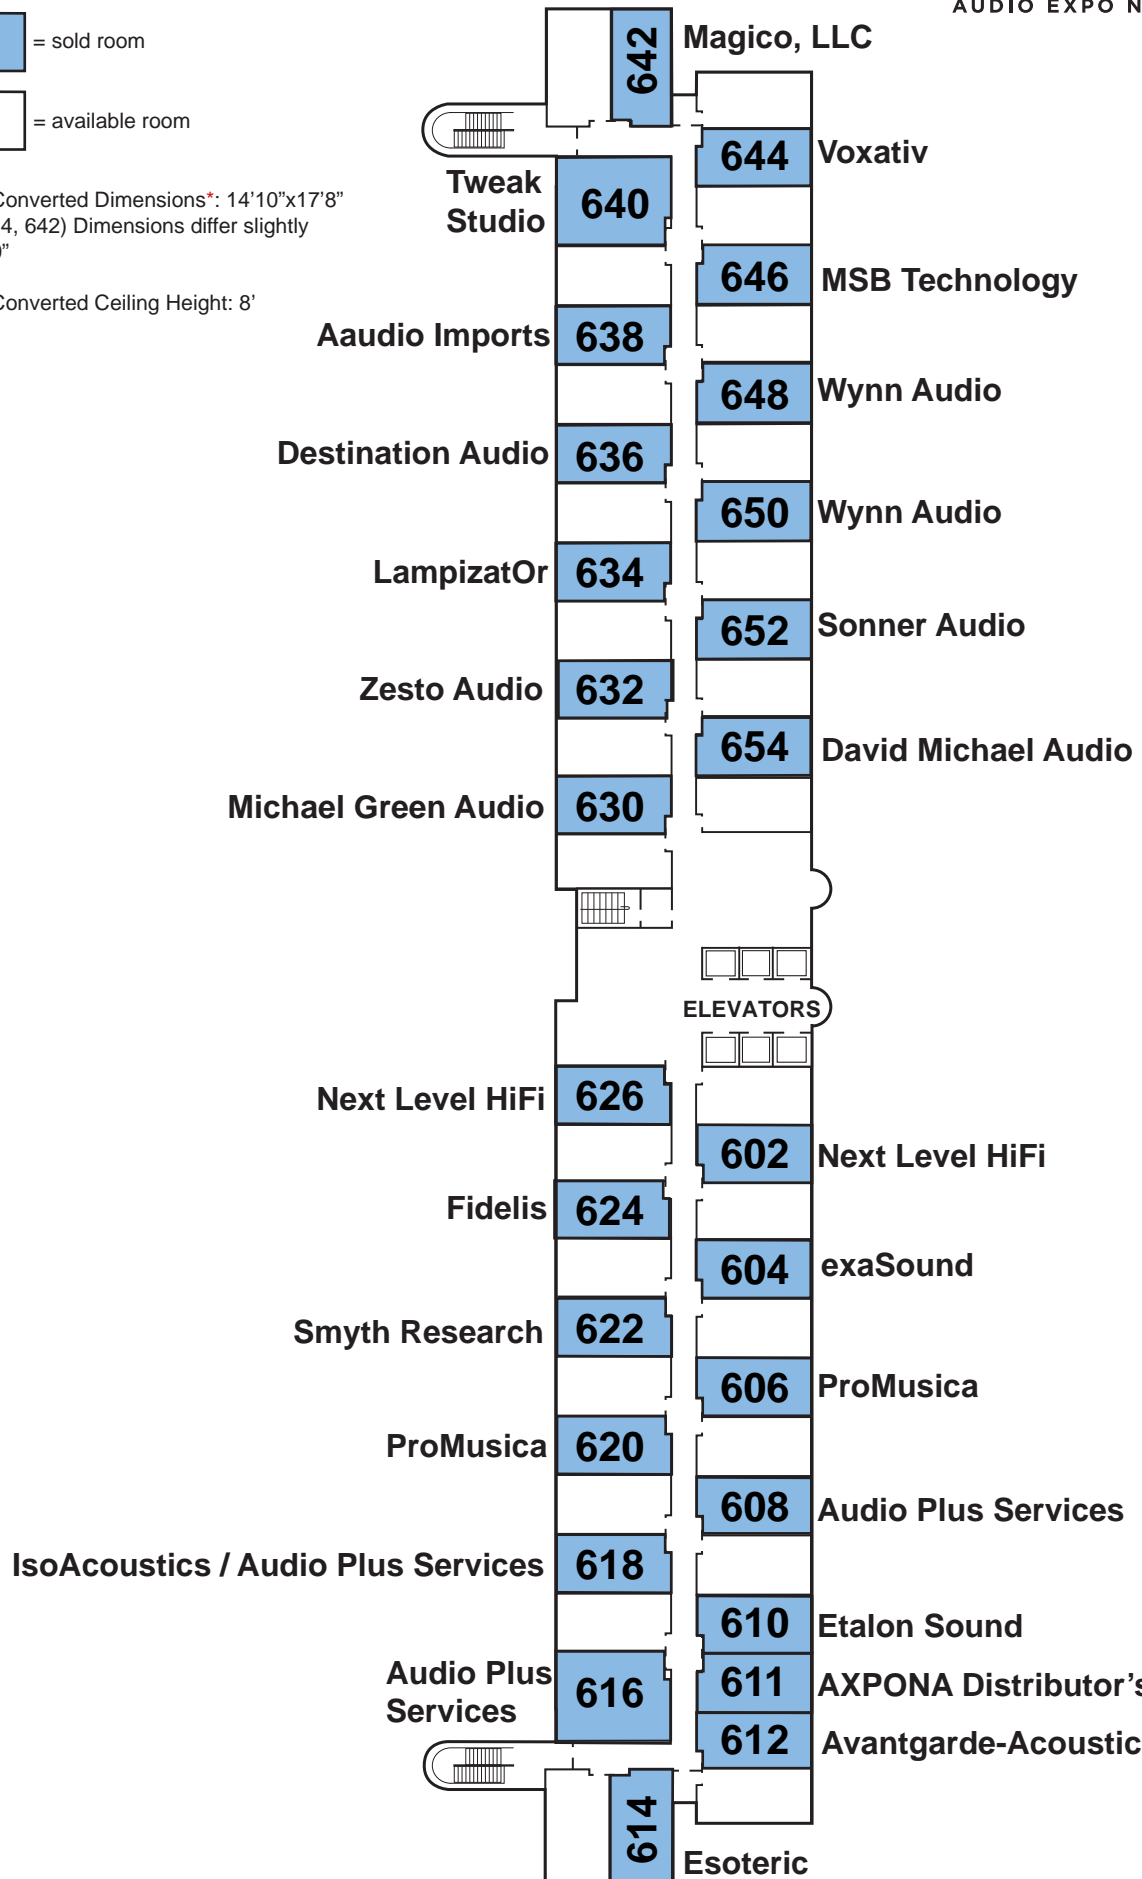 AUDIO EXPO N
= sold room
= available room
Converted Dimensions*: 14’10”x17’8”
4, 642) Dimensions differ slightly
”
Converted Ceiling Height: 8’
642
Magico, LLC
644
Voxativ
Tweak
Studio
640
646
MSB Technology
Aaudio Imports
638
648
Wynn Audio
Destination Audio
636
650
Wynn Audio
LampizatOr
634
652
Sonner Audio
Zesto Audio
632
654
David Michael Audio
Michael Green Audio
630
ELEVATORS
Next Level HiFi
626
602
Next Level HiFi
Fidelis
624
604
exaSound
Smyth Research
622
606
ProMusica
ProMusica
620
608
Audio Plus Services
IsoAcoustics / Audio Plus Services
618
610
Etalon Sound
Audio Plus
Services
616
611
AXPONA Distributor’s
612
Avantgarde-Acoustic
614
Esoteric